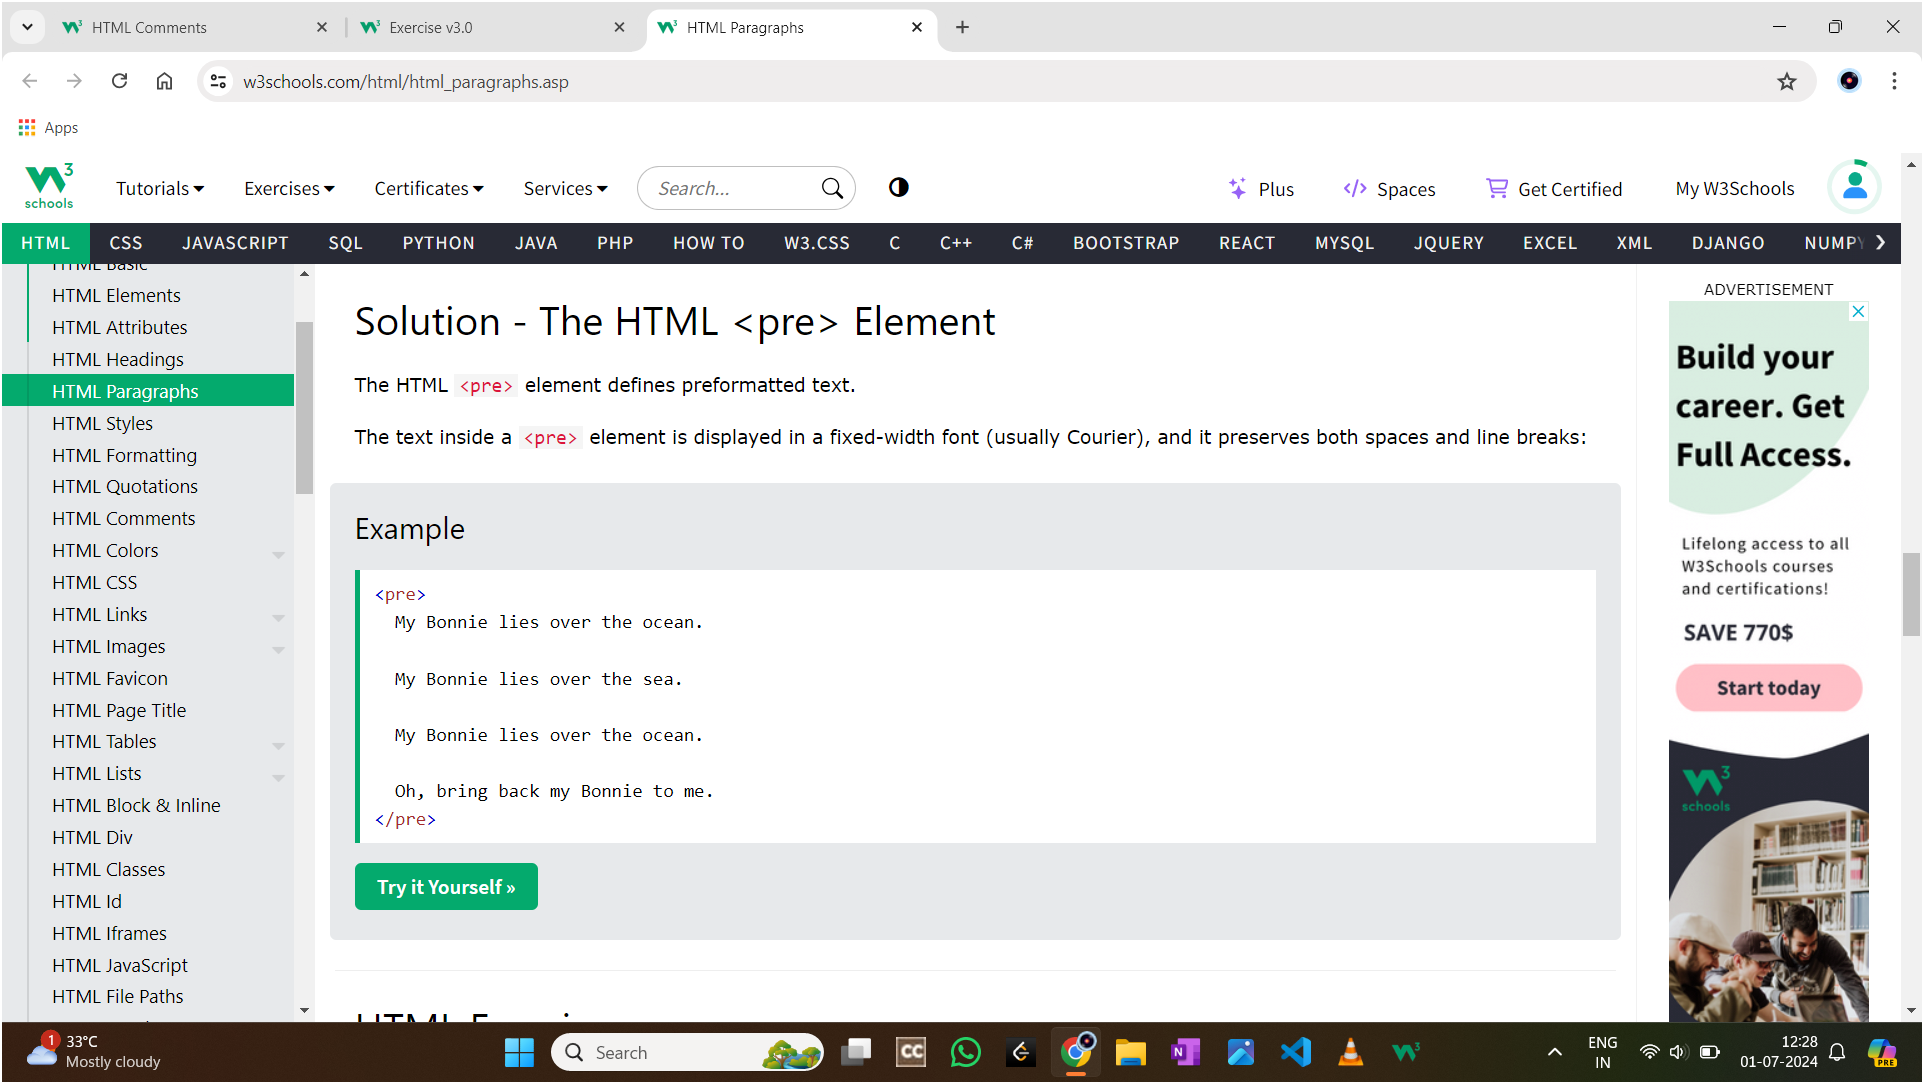 HTML Comments
Exercise v3.0
HTML Paragraphs
w3schools.com/html/html_paragraphs.asp
Apps
W3 schools
Tutorials
Exercises
Certificates
Services
Search...
Plus
Spaces
Get Certified
My W3Schools
HTML CSS JAVASCRIPT SQL PYTHON JAVA PHP HOW TO W3.CSS C C++ C# BOOTSTRAP REACT MYSQL JQUERY EXCEL XML DJANGO NUMPY
HTML Basic
HTML Elements
HTML Attributes
HTML Headings
HTML Paragraphs
HTML Styles
HTML Formatting
HTML Quotations
HTML Comments
HTML Colors
HTML CSS
HTML Links
HTML Images
HTML Favicon
HTML Page Title
HTML Tables
HTML Lists
HTML Block & Inline
HTML Div
HTML Classes
HTML Id
HTML Iframes
HTML JavaScript
HTML File Paths
Solution - The HTML <pre> Element
The HTML <pre> element defines preformatted text.
The text inside a <pre> element is displayed in a fixed-width font (usually Courier), and it preserves both spaces and line breaks:
Example
<pre>
My Bonnie lies over the ocean.
My Bonnie lies over the sea.
My Bonnie lies over the ocean.
Oh, bring back my Bonnie to me.
</pre>
Try it Yourself »
ADVERTISEMENT
Build your
career. Get
Full Access.
Lifelong access to all
W3Schools courses
and certifications!
SAVE 770$
Start today
W3 schools
1
33°C
Mostly cloudy
Search
CC
N
PRE
ENG
IN
12:28
01-07-2024